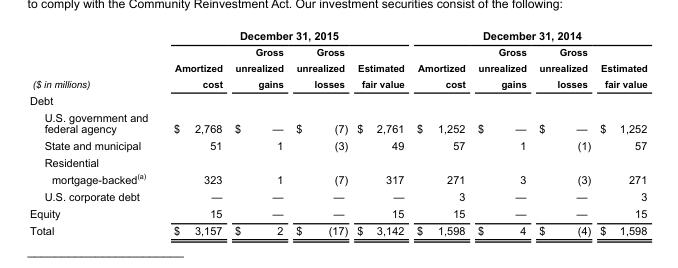 to comply with the Community Reinvestment Act. Our investment securities consist of the following:
December 31, 2015 December 31, 2014
Gross Gross Gross Gross
Amortized unrealized unrealized Estimated Amortized unrealized unrealized Estimated
($ in millions) cost gains losses fair value cost gains losses fair value
Debt
U.S. government and
federal agency $ 2,768 $ — $ (7) $ 2,761 $ 1,252 $ — $ — $ 1,252
State and municipal 51 1 (3) 49 57 1 (1) 57
Residential
mortgage-backed(a) 323 1 (7) 317 271 3 (3) 271
U.S. corporate debt — — — — 3 — — 3
Equity 15 — — 15 15 — — 15
Total $ 3,157 $ 2 $ (17) $ 3,142 $ 1,598 $ 4 $ (4) $ 1,598